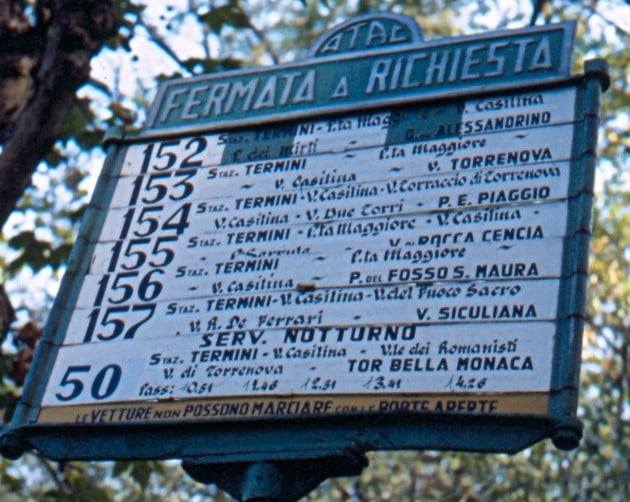 ATAC
FERMATA A RICHIESTA
152 STAZ. TERMINI - P.ta Maggiore - V. Casilina
P. dei Mirti - ALESSANDRINO
153 STAZ. TERMINI - P.ta Maggiore
- V. Casilina - V. TORRENOVA
154 STAZ. TERMINI - V. Casilina - V. Torraccio di Torrenova
V. Casilina - V. Due Torri - P. E. PIAGGIO
155 STAZ. TERMINI - P.ta Maggiore - V. Casilina -
V. ROCCA CENCIA
156 STAZ. TERMINI - P.ta Maggiore
- V. Casilina - P. DEL FOSSO S. MAURA
157 STAZ. TERMINI - V. Casilina - V. del Fuoco Sacro
- V. A. De Ferrari - V. SICULIANA
SERV. NOTTURNO
50 STAZ. TERMINI - V. Casilina - V.le dei Romanisti
V. di Torrenova - TOR BELLA MONACA
Pass: 10.51 11.46 12.51 13.41 14.26
LE VETTURE NON POSSONO MARCIARE CON LE PORTE APERTE